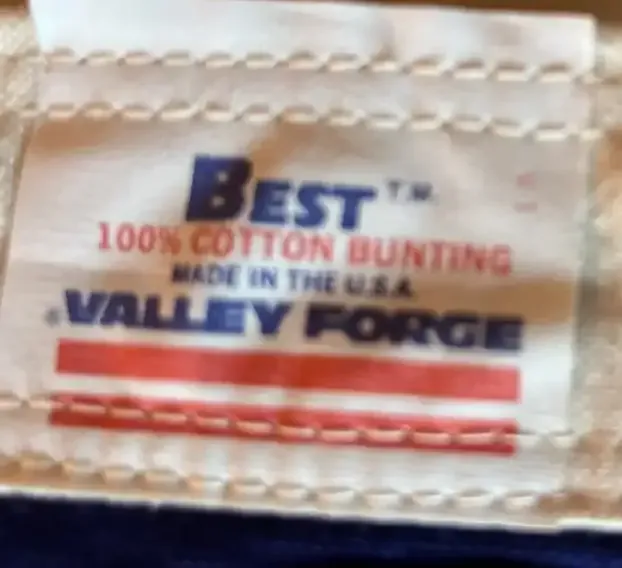 BEST T.M.
100% COTTON BUNTING
MADE IN THE U.S.A.
® VALLEY FORGE